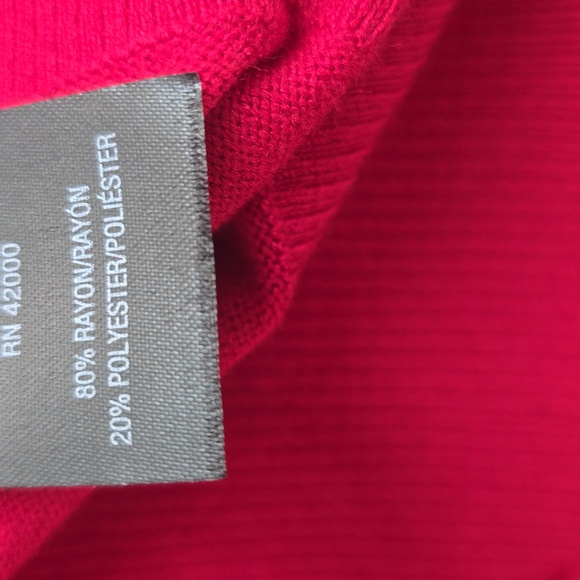 RN 42000
80% RAYON/RAYÓN
20% POLYESTER/POLIÉSTER